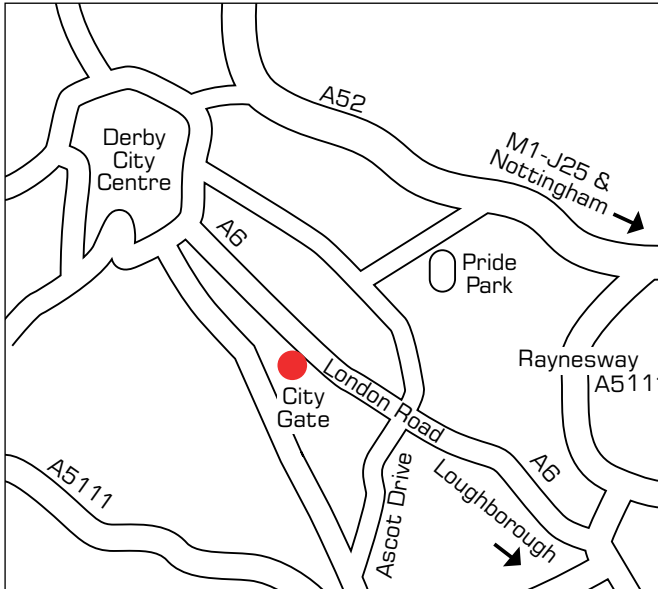 A52
Derby
City
Centre
M1-J25 &
Nottingham
A6
Pride
Park
Raynesway
A5111
City
Gate
London Road
A6
A5111
Ascot Drive
Loughborough